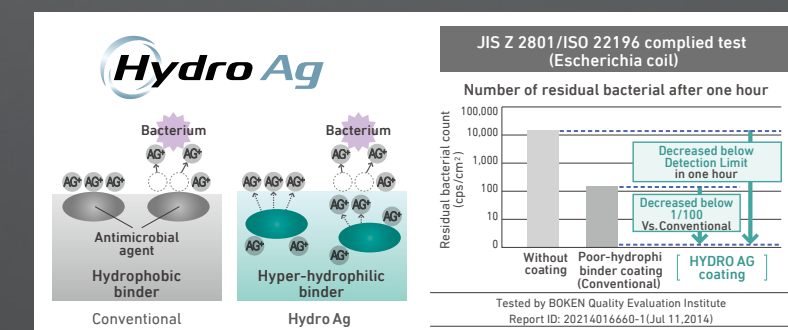 Hydro Ag
Bacterium
AG+ AG+
AG+ AG+ AG+ AG+
Antimicrobial
agent
Hydrophobic
binder
Conventional
Bacterium
AG+ AG+
AG+ AG+ AG+ AG+
AG+ AG+ AG+
AG+ AG+ AG+
Hyper-hydrophilic
binder
Hydro Ag
JIS Z 2801/ISO 22196 complied test
(Escherichia coil)
Number of residual bacterial after one hour
Residual bacterial count
(cps/cm²)
100,000
10,000
1,000
100
10
0
Decreased below
Detection Limit
in one hour
Decreased below
1/100
Vs.Conventional
Without
coating
Poor-hydrophi
binder coating
(Conventional)
[ HYDRO AG
coating ]
Tested by BOKEN Quality Evaluation Institute
Report ID: 20214016660-1(Jul 11,2014)